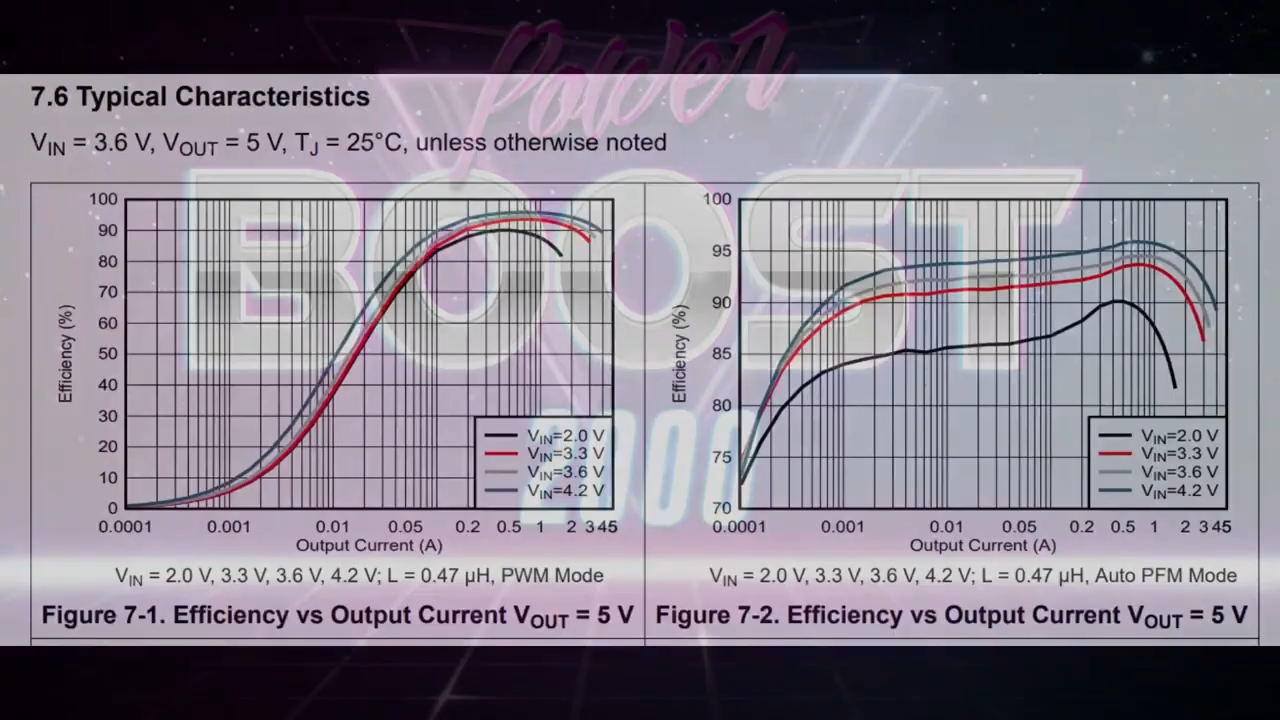 Power
BOOST
2000
7.6 Typical Characteristics
VIN = 3.6 V, VOUT = 5 V, TJ = 25°C, unless otherwise noted
100
90
80
70
60
50
40
30
20
10
0
Efficiency (%)
VIN=2.0 V
VIN=3.3 V
VIN=3.6 V
VIN=4.2 V
0.0001 0.001 0.01 0.05 0.2 0.5 1 2 3 45
Output Current (A)
VIN = 2.0 V, 3.3 V, 3.6 V, 4.2 V; L = 0.47 µH, PWM Mode
Figure 7-1. Efficiency vs Output Current VOUT = 5 V
100
95
90
85
80
75
70
Efficiency (%)
VIN=2.0 V
VIN=3.3 V
VIN=3.6 V
VIN=4.2 V
0.0001 0.001 0.01 0.05 0.2 0.5 1 2 3 45
Output Current (A)
VIN = 2.0 V, 3.3 V, 3.6 V, 4.2 V; L = 0.47 µH, Auto PFM Mode
Figure 7-2. Efficiency vs Output Current VOUT = 5 V